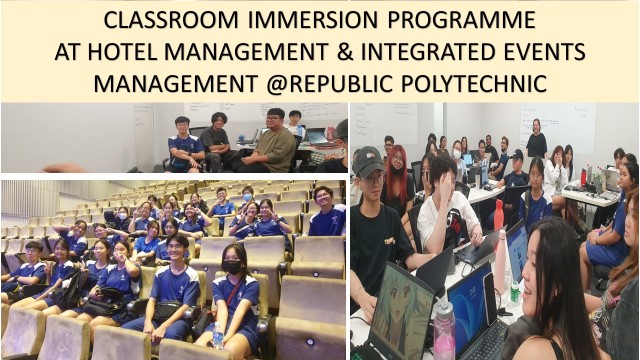 CLASSROOM IMMERSION PROGRAMME
AT HOTEL MANAGEMENT & INTEGRATED EVENTS
MANAGEMENT @REPUBLIC POLYTECHNIC